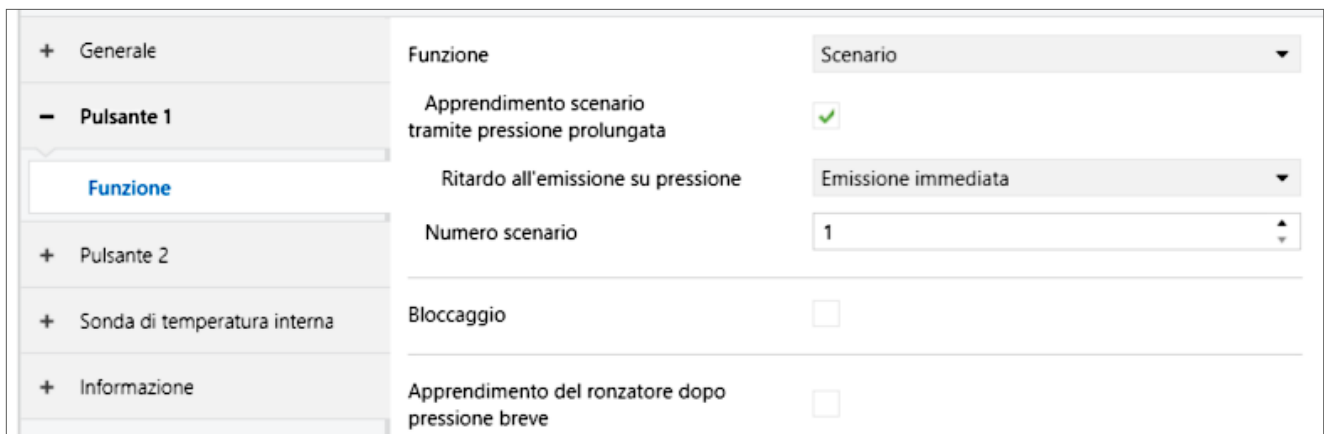 + Generale
− Pulsante 1
Funzione
+ Pulsante 2
+ Sonda di temperatura interna
+ Informazione
Funzione Scenario
Apprendimento scenario
tramite pressione prolungata
Ritardo all'emissione su pressione Emissione immediata
Numero scenario 1
Bloccaggio
Apprendimento del ronzatore dopo
pressione breve